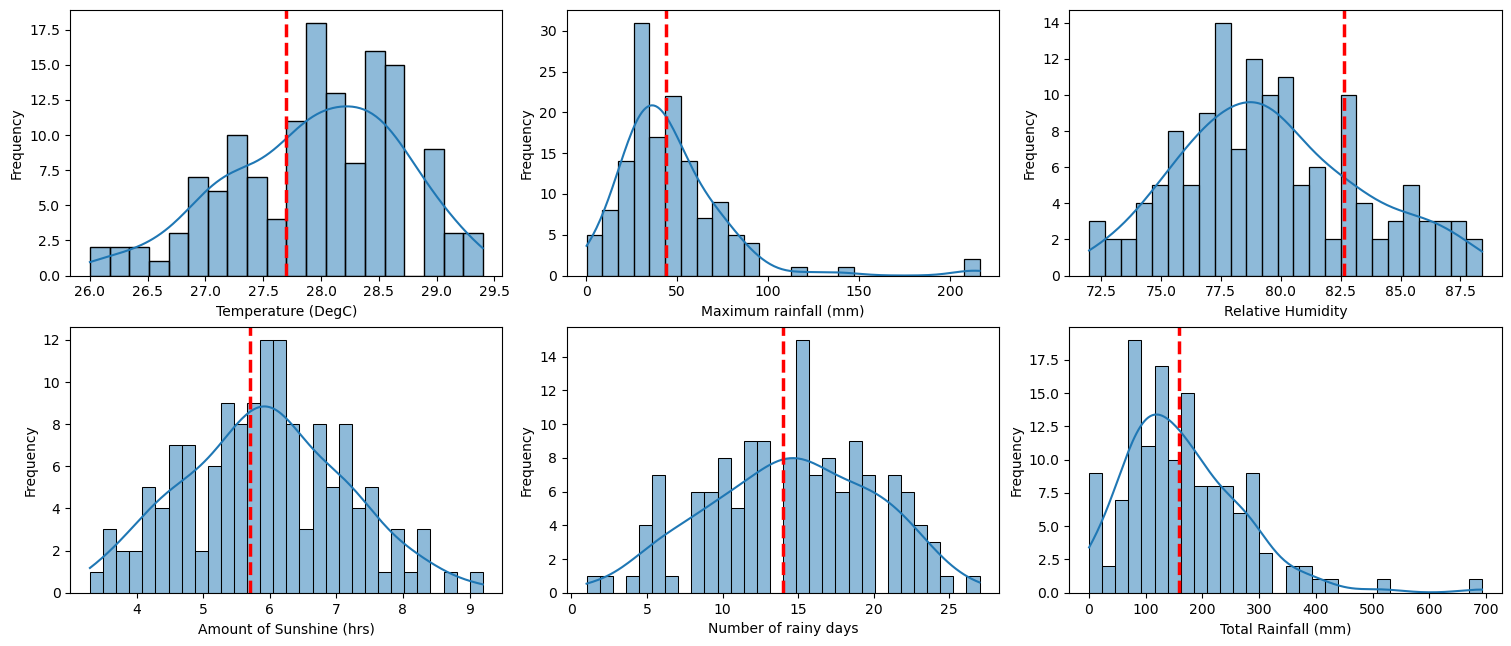 Frequency
17.5
15.0
12.5
10.0
7.5
5.0
2.5
0.0
26.0 26.5 27.0 27.5 28.0 28.5 29.0 29.5
Temperature (DegC)
Frequency
30
25
20
15
10
5
0
0 50 100 150 200
Maximum rainfall (mm)
Frequency
14
12
10
8
6
4
2
0
72.5 75.0 77.5 80.0 82.5 85.0 87.5
Relative Humidity
Frequency
12
10
8
6
4
2
0
4 5 6 7 8 9
Amount of Sunshine (hrs)
Frequency
14
12
10
8
6
4
2
0
0 5 10 15 20 25
Number of rainy days
Frequency
17.5
15.0
12.5
10.0
7.5
5.0
2.5
0.0
0 100 200 300 400 500 600 700
Total Rainfall (mm)